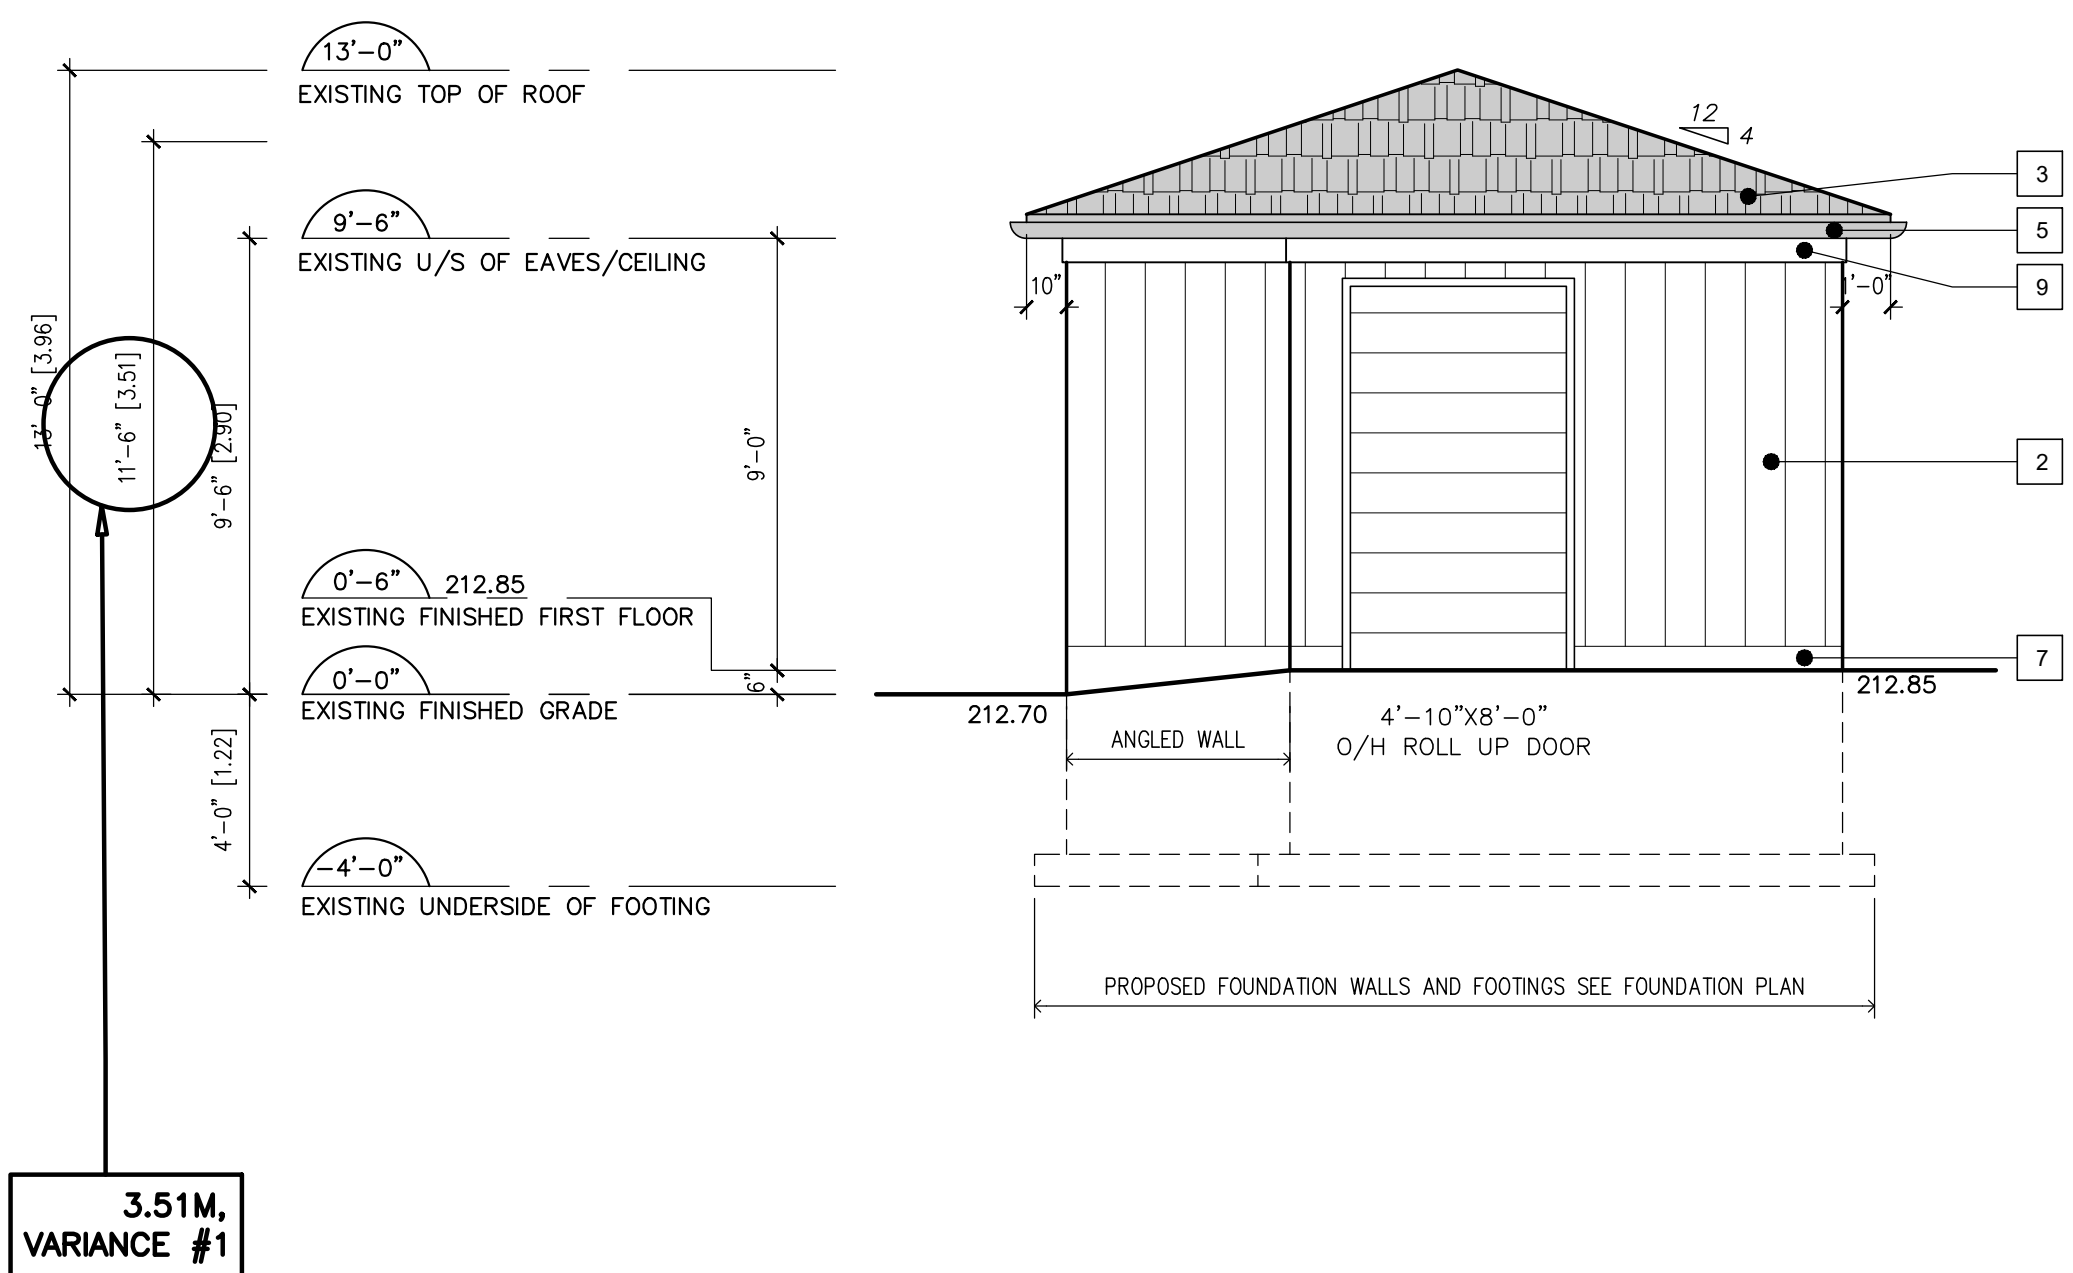 13'-0"
EXISTING TOP OF ROOF
12
4
3
9'-6"
5
EXISTING U/S OF EAVES/CEILING
10"
1'-0"
9
13'-0" [3.96]
11'-6" [3.51]
9'-6" [2.90]
9'-0"
2
0'-6" 212.85
EXISTING FINISHED FIRST FLOOR
7
0'-0"
6"
212.85
EXISTING FINISHED GRADE
212.70
4'-10"X8'-0"
O/H ROLL UP DOOR
ANGLED WALL
4'-0" [1.22]
-4'-0"
EXISTING UNDERSIDE OF FOOTING
PROPOSED FOUNDATION WALLS AND FOOTINGS SEE FOUNDATION PLAN
3.51M,
VARIANCE #1